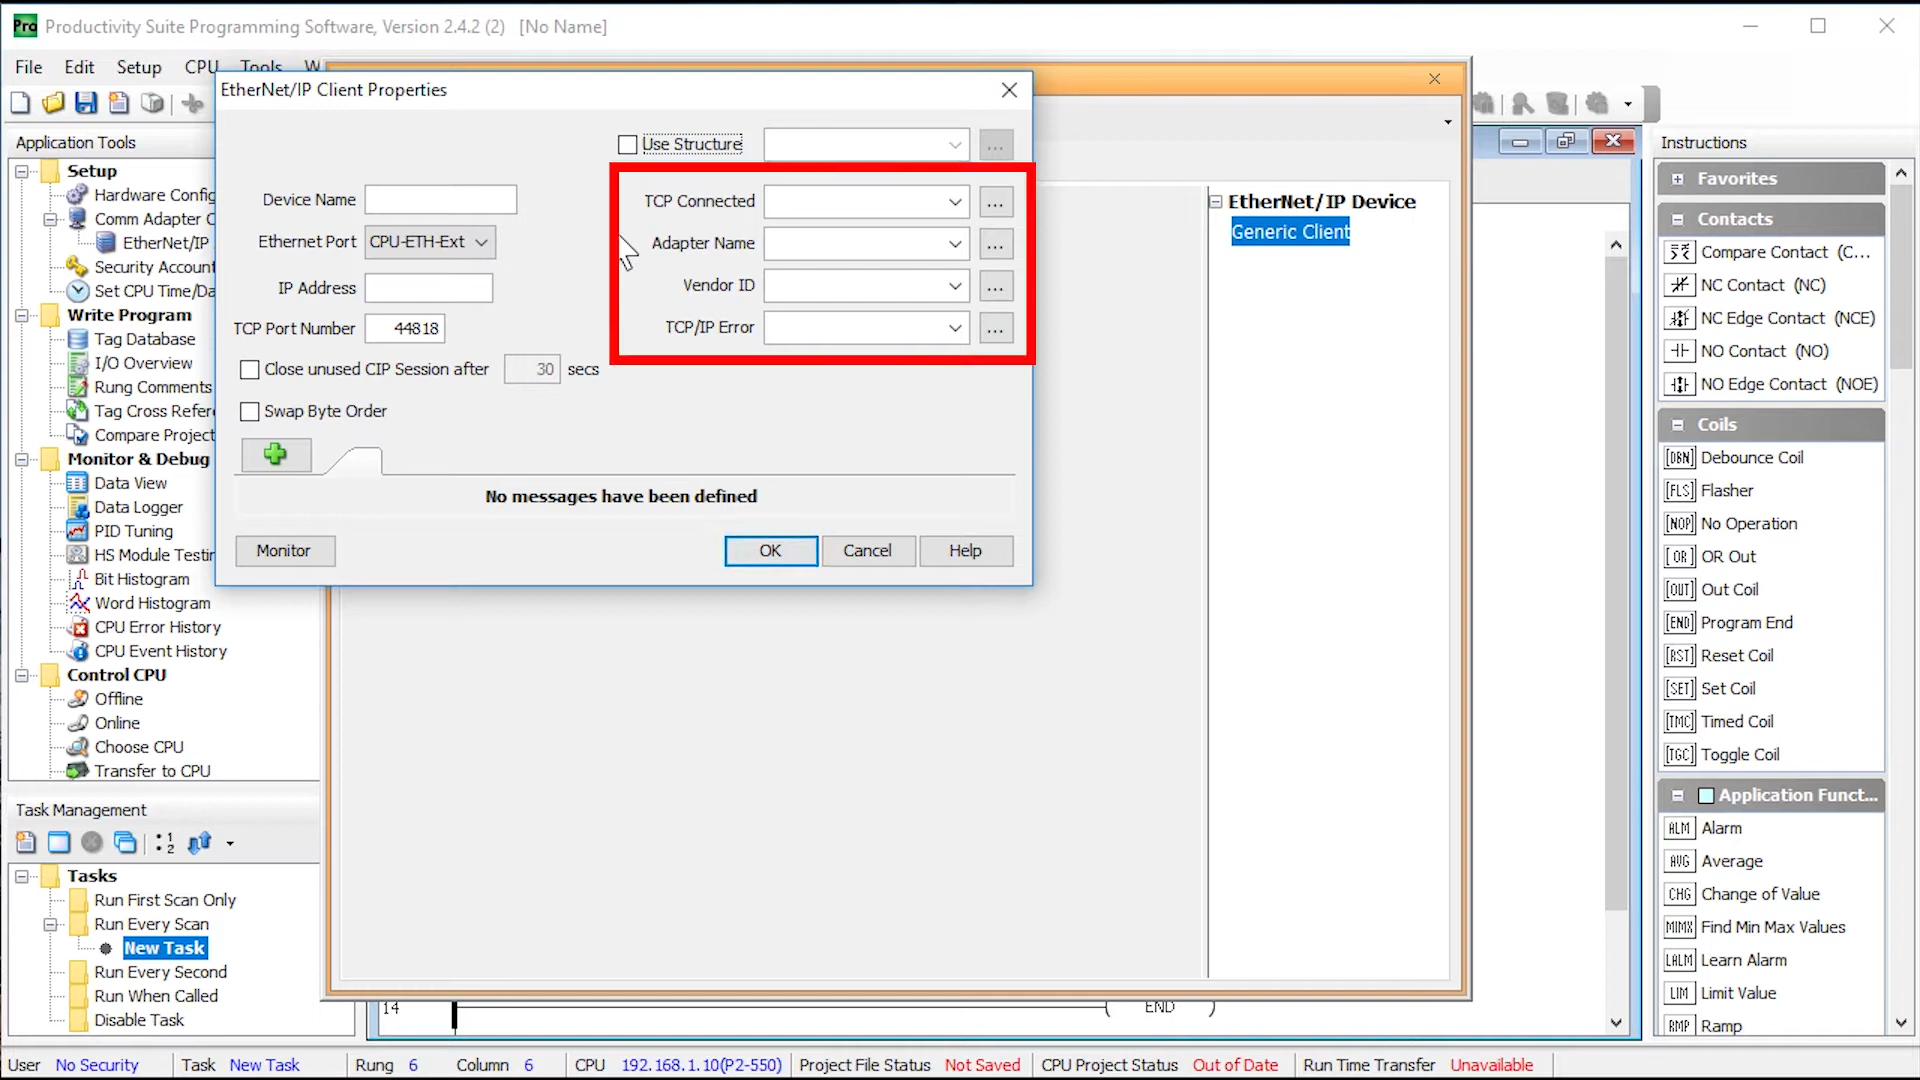 Pro Productivity Suite Programming Software, Version 2.4.2 (2) [No Name]
File Edit Setup CPU Tools W
EtherNet/IP Client Properties
Use Structure
...
Device Name
Ethernet Port CPU-ETH-Ext
IP Address
TCP Port Number 44818
Close unused CIP Session after 30 secs
Swap Byte Order
TCP Connected ...
Adapter Name ...
Vendor ID ...
TCP/IP Error ...
No messages have been defined
Monitor OK Cancel Help
EtherNet/IP Device
Generic Client
Application Tools
Setup
Hardware Config
Comm Adapter C
EtherNet/IP
Security Account
Set CPU Time/Da
Write Program
Tag Database
I/O Overview
Rung Comments
Tag Cross Refer
Compare Project
Monitor & Debug
Data View
Data Logger
PID Tuning
HS Module Testin
Bit Histogram
Word Histogram
CPU Error History
CPU Event History
Control CPU
Offline
Online
Choose CPU
Transfer to CPU
Task Management
Tasks
Run First Scan Only
Run Every Scan
New Task
Run Every Second
Run When Called
Disable Task
14 END
Instructions
Favorites
Contacts
Compare Contact (C...
NC Contact (NC)
NC Edge Contact (NCE)
NO Contact (NO)
NO Edge Contact (NOE)
Coils
[DBN] Debounce Coil
[FLS] Flasher
[NOP] No Operation
[OR] OR Out
[OUT] Out Coil
[END] Program End
[RST] Reset Coil
[SET] Set Coil
[TMC] Timed Coil
[TGC] Toggle Coil
Application Funct...
ALM Alarm
AVG Average
CHG Change of Value
MIMX Find Min Max Values
LALM Learn Alarm
LIM Limit Value
RMP Ramp
User No Security Task New Task Rung 6 Column 6 CPU 192.168.1.10(P2-550) Project File Status Not Saved CPU Project Status Out of Date Run Time Transfer Unavailable